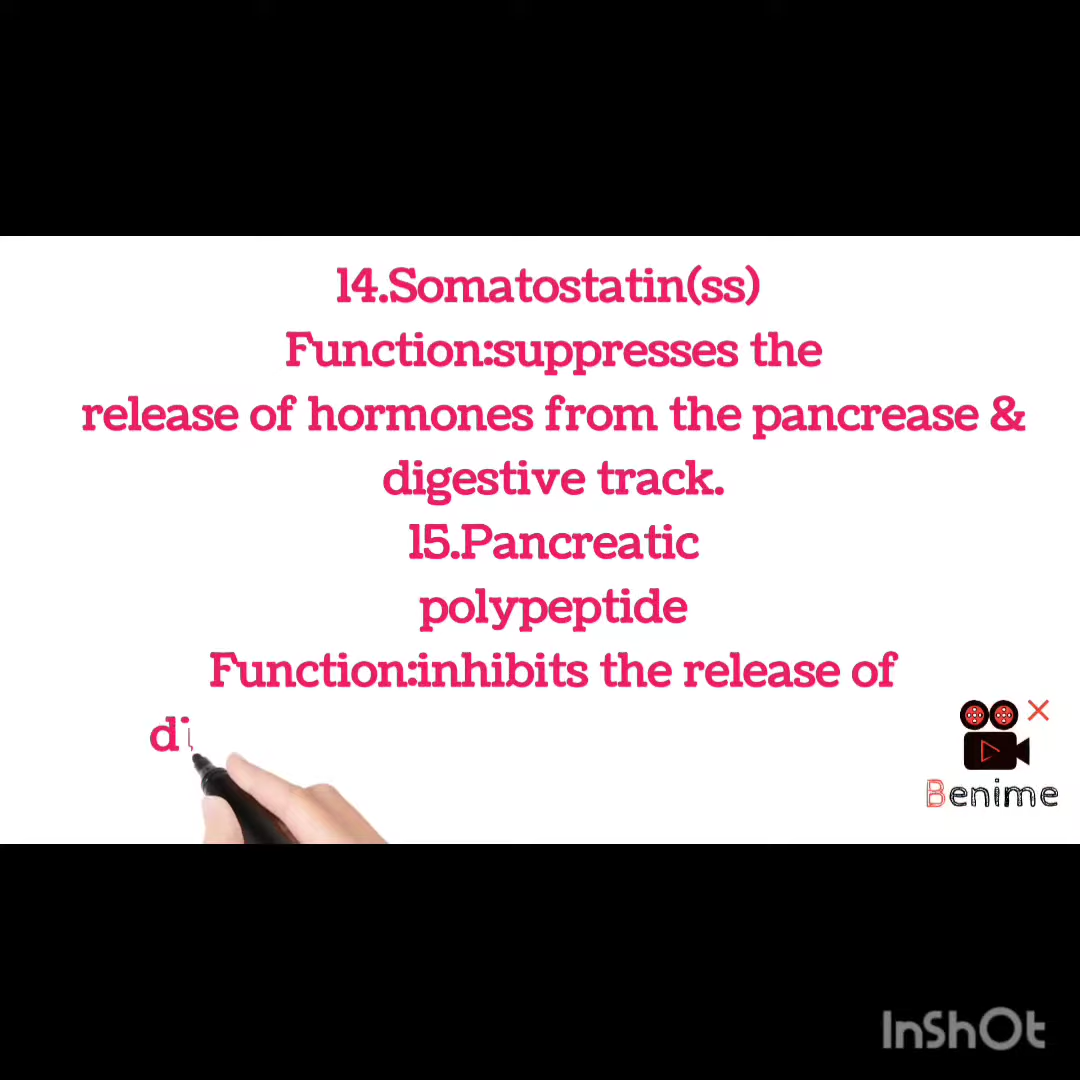 14.Somatostatin(ss)
Function:suppresses the
release of hormones from the pancrease &
digestive track.
15.Pancreatic
polypeptide
Function:inhibits the release of
di
Benime
InShOt